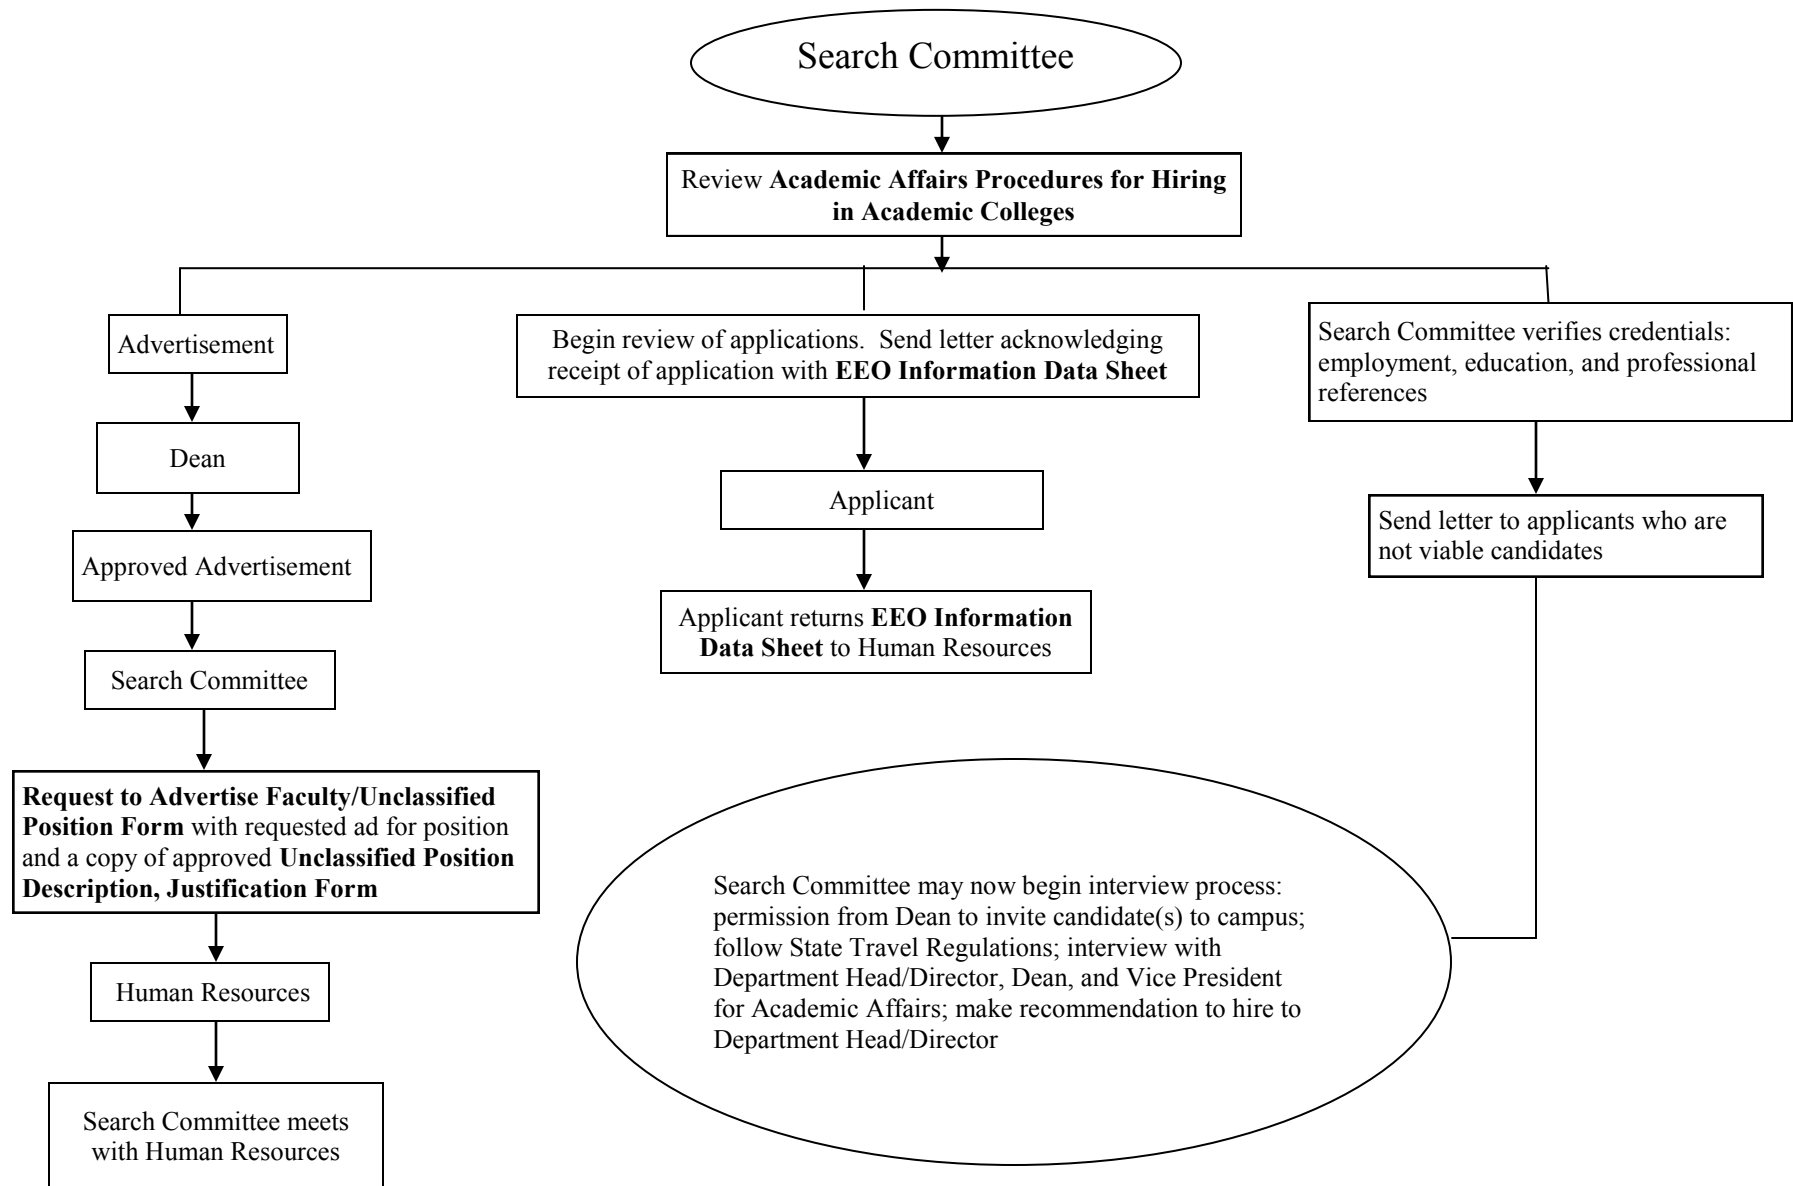 Search Committee
Review Academic Affairs Procedures for Hiring
in Academic Colleges
Advertisement
Dean
Approved Advertisement
Search Committee
Request to Advertise Faculty/Unclassified
Position Form with requested ad for position
and a copy of approved Unclassified Position
Description, Justification Form
Human Resources
Search Committee meets
with Human Resources
Begin review of applications.  Send letter acknowledging
receipt of application with EEO Information Data Sheet
Applicant
Applicant returns EEO Information
Data Sheet to Human Resources
Search Committee verifies credentials:
employment, education, and professional
references
Send letter to applicants who are
not viable candidates
Search Committee may now begin interview process:
permission from Dean to invite candidate(s) to campus;
follow State Travel Regulations; interview with
Department Head/Director, Dean, and Vice President
for Academic Affairs; make recommendation to hire to
Department Head/Director